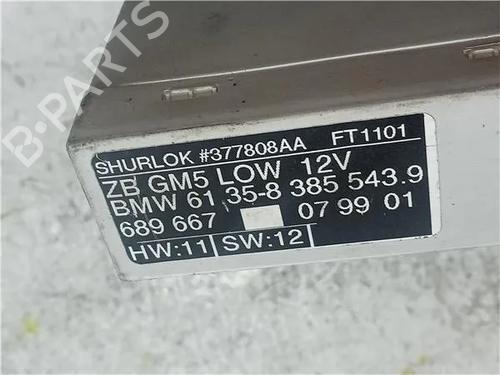 B-PARTS
SHURLOK #377808AA FT1101
ZB GM5 LOW 12V
BMW 61 35-8 385 543.9
689 667 07 99 01
HW:11 SW:12